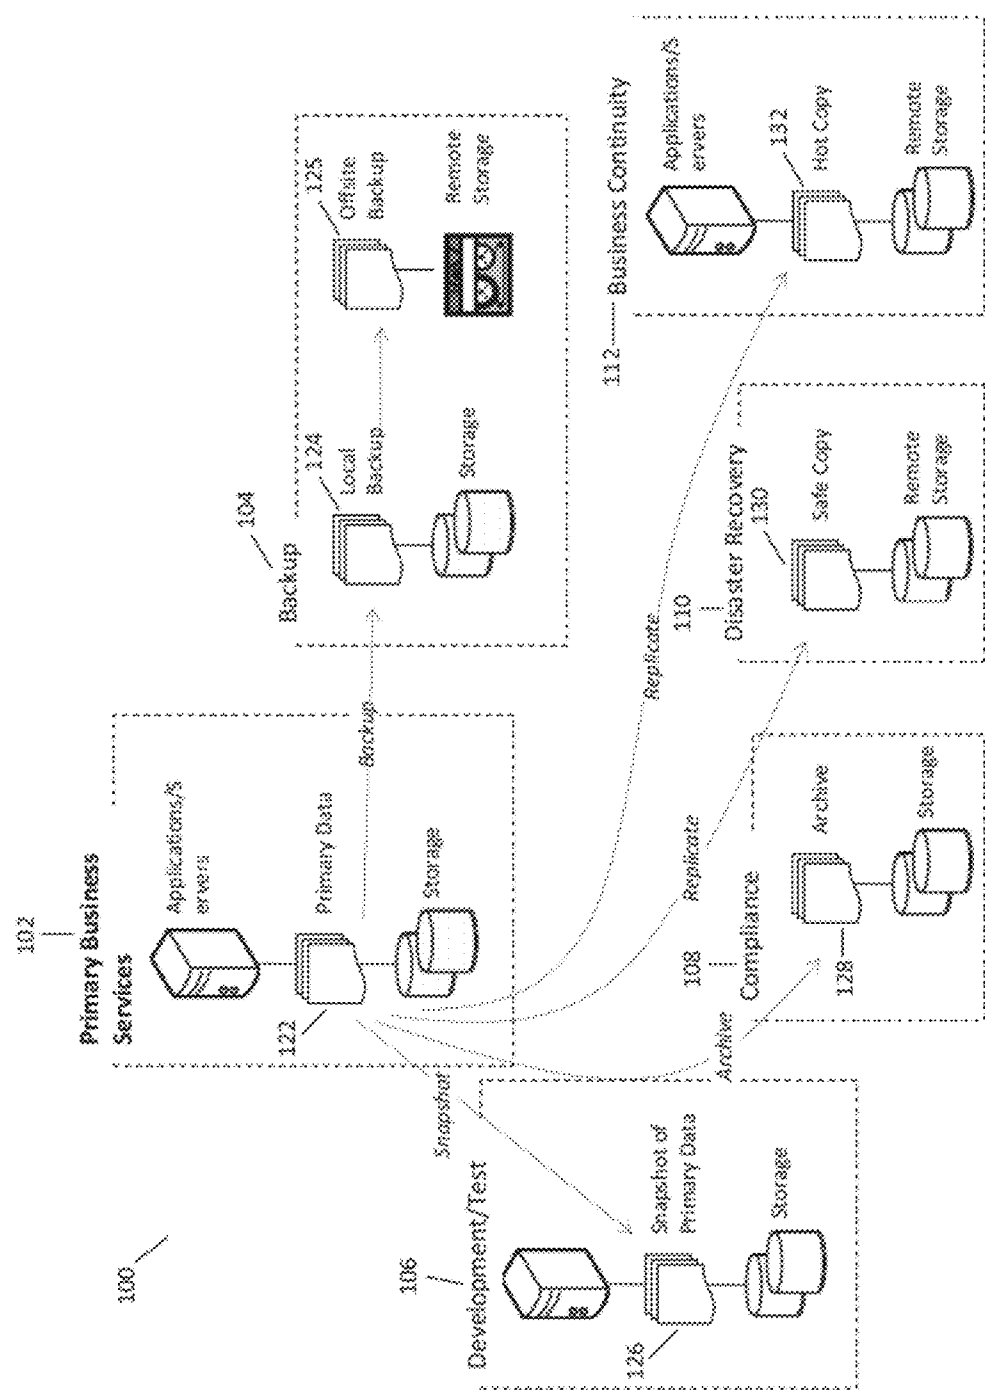 100
102
Primary Business
Services
Applications/S
ervers
Primary Data
122
Storage
Backup
104
Backup
124
Local
Backup
Storage
125
Offsite
Backup
Remote
Storage
Snapshot
106
Development/Test
Snapshot of
Primary Data
126
Storage
Archive
108
Compliance
Archive
128
Storage
Replicate
110
Disaster Recovery
130
Safe Copy
Remote
Storage
Replicate
112
Business Continuity
Applications/S
ervers
132
Hot Copy
Remote
Storage